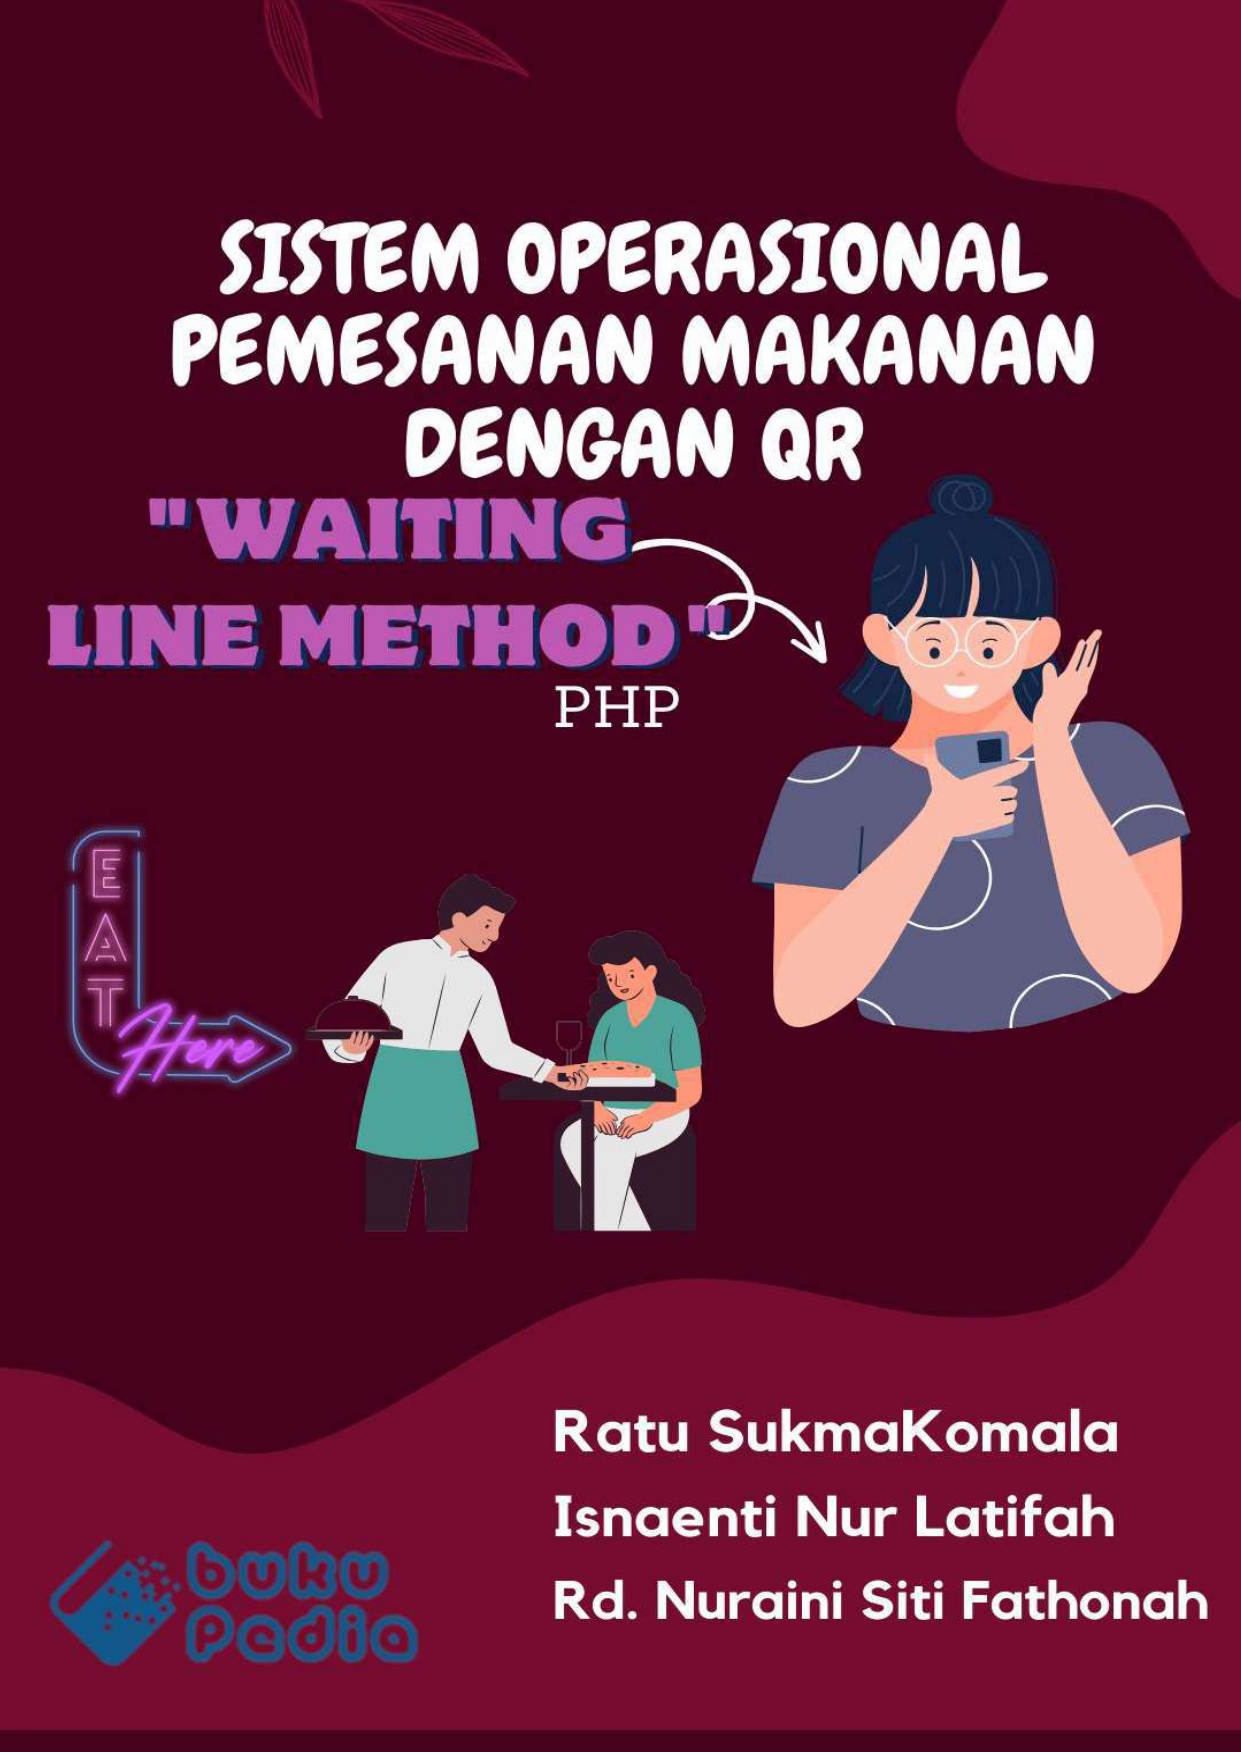 SISTEM OPERASIONAL
PEMESANAN MAKANAN
DENGAN QR
"WAITING
LINE METHOD"
PHP
EAT
Here
Ratu SukmaKomala
Isnaenti Nur Latifah
Rd. Nuraini Siti Fathonah
buku
Pedia